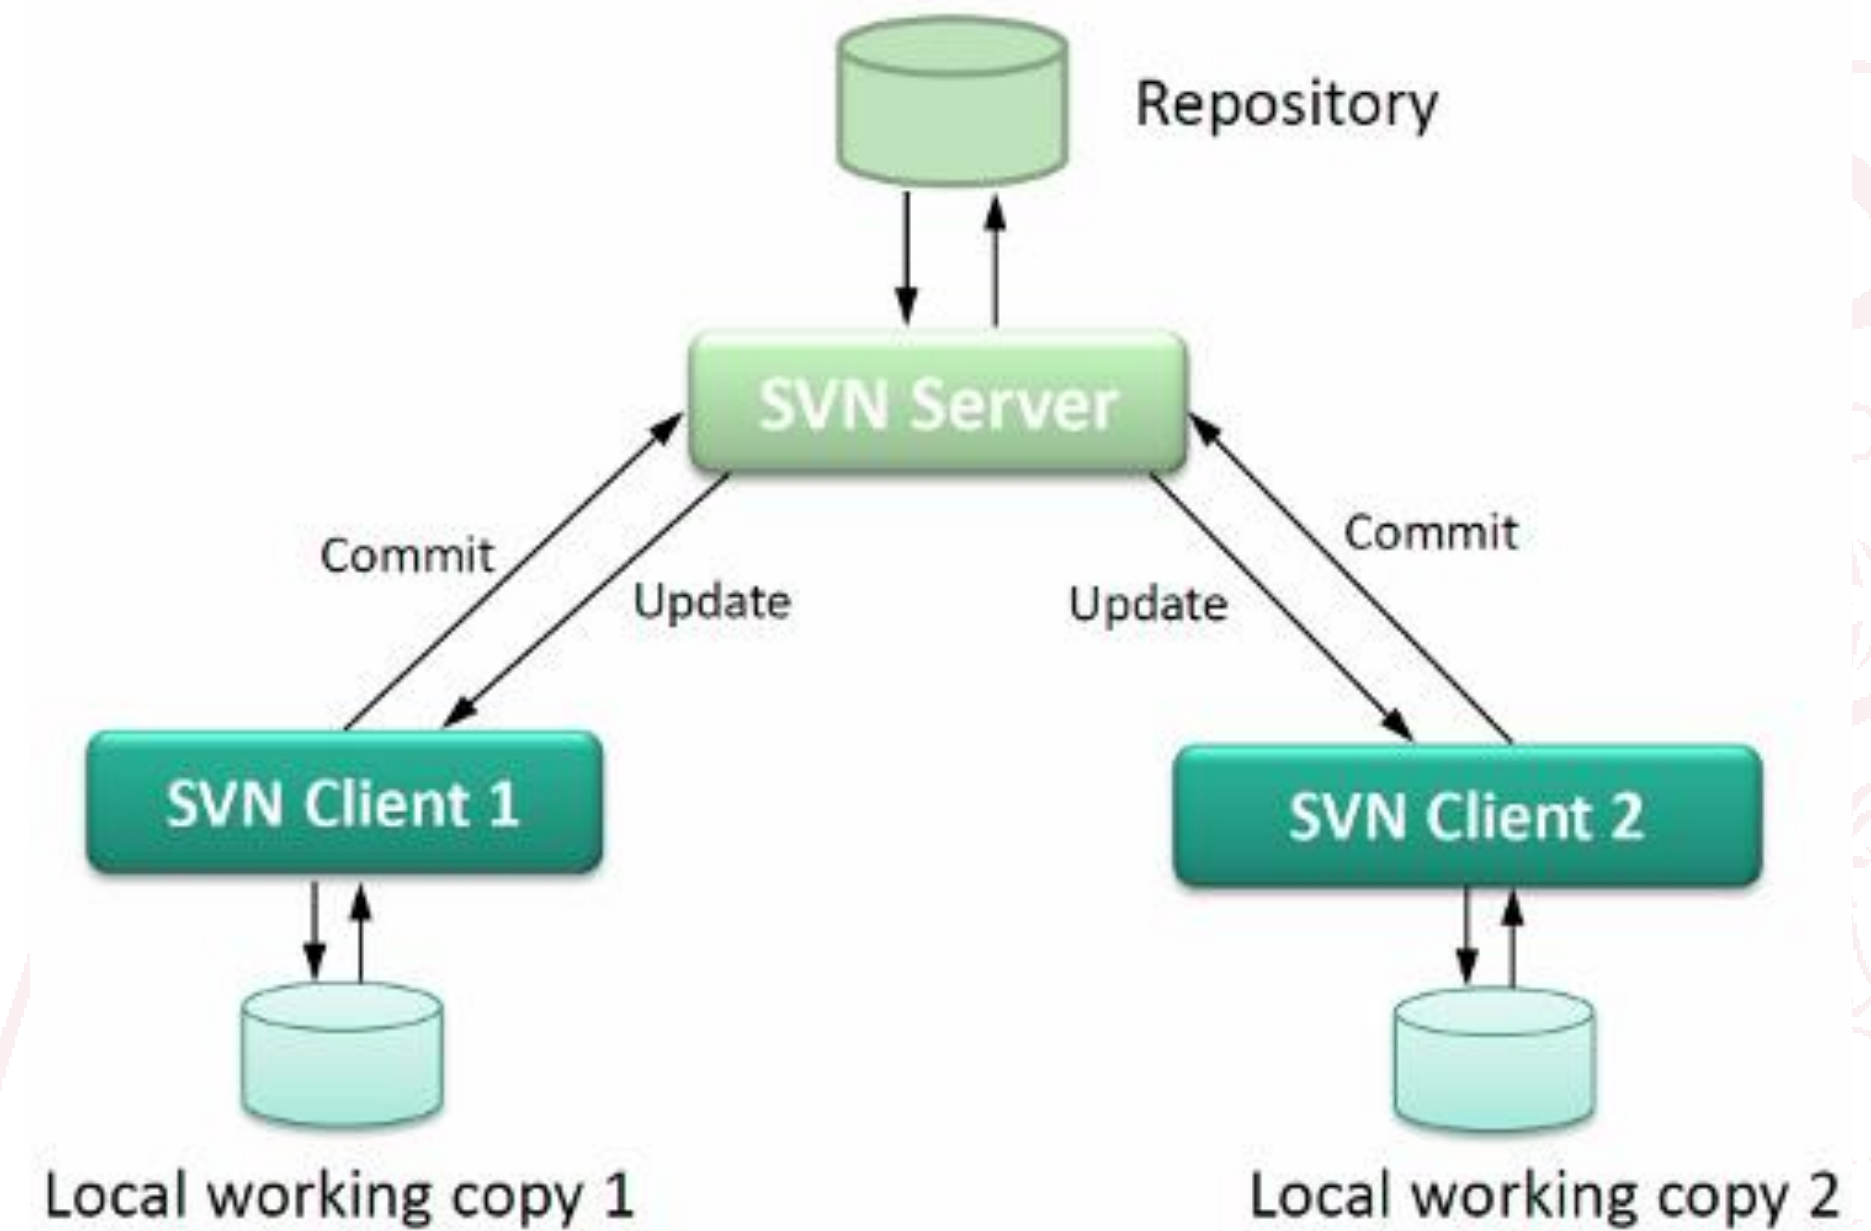 Repository
SVN Server
Commit
Commit
Update
Update
SVN Client 1
SVN Client 2
Local working copy 1
Local working copy 2